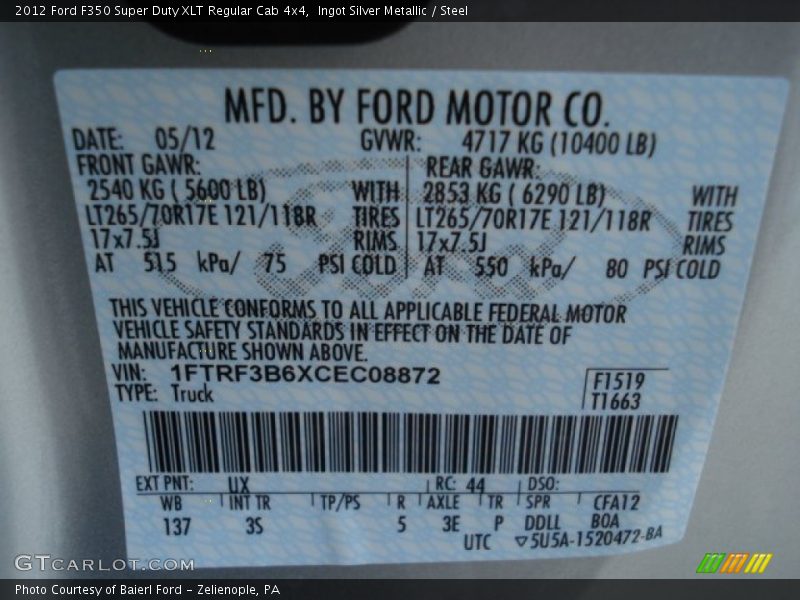 2012 Ford F350 Super Duty XLT Regular Cab 4x4,  Ingot Silver Metallic / Steel
MFD. BY FORD MOTOR CO.
DATE: 05/12 GVWR: 4717 KG (10400 LB)
FRONT GAWR: REAR GAWR:
2540 KG ( 5600 LB) WITH 2853 KG ( 6290 LB) WITH
LT265/70R17E 121/118R TIRES LT265/70R17E 121/118R TIRES
17x7.5J RIMS 17x7.5J RIMS
AT 515 kPa/ 75 PSI COLD AT 550 kPa/ 80 PSI COLD
THIS VEHICLE CONFORMS TO ALL APPLICABLE FEDERAL MOTOR
VEHICLE SAFETY STANDARDS IN EFFECT ON THE DATE OF
MANUFACTURE SHOWN ABOVE.
VIN: 1FTRF3B6XCEC08872
TYPE: Truck
F1519
T1663
EXT PNT: UX RC: 44 DSO:
WB INT TR TP/PS R AXLE TR SPR CFA12
137 3S 5 3E P DDLL BOA
UTC ▽5U5A-1520472-BA
GTCARLOT.COM
Photo Courtesy of Baierl Ford - Zelienople, PA